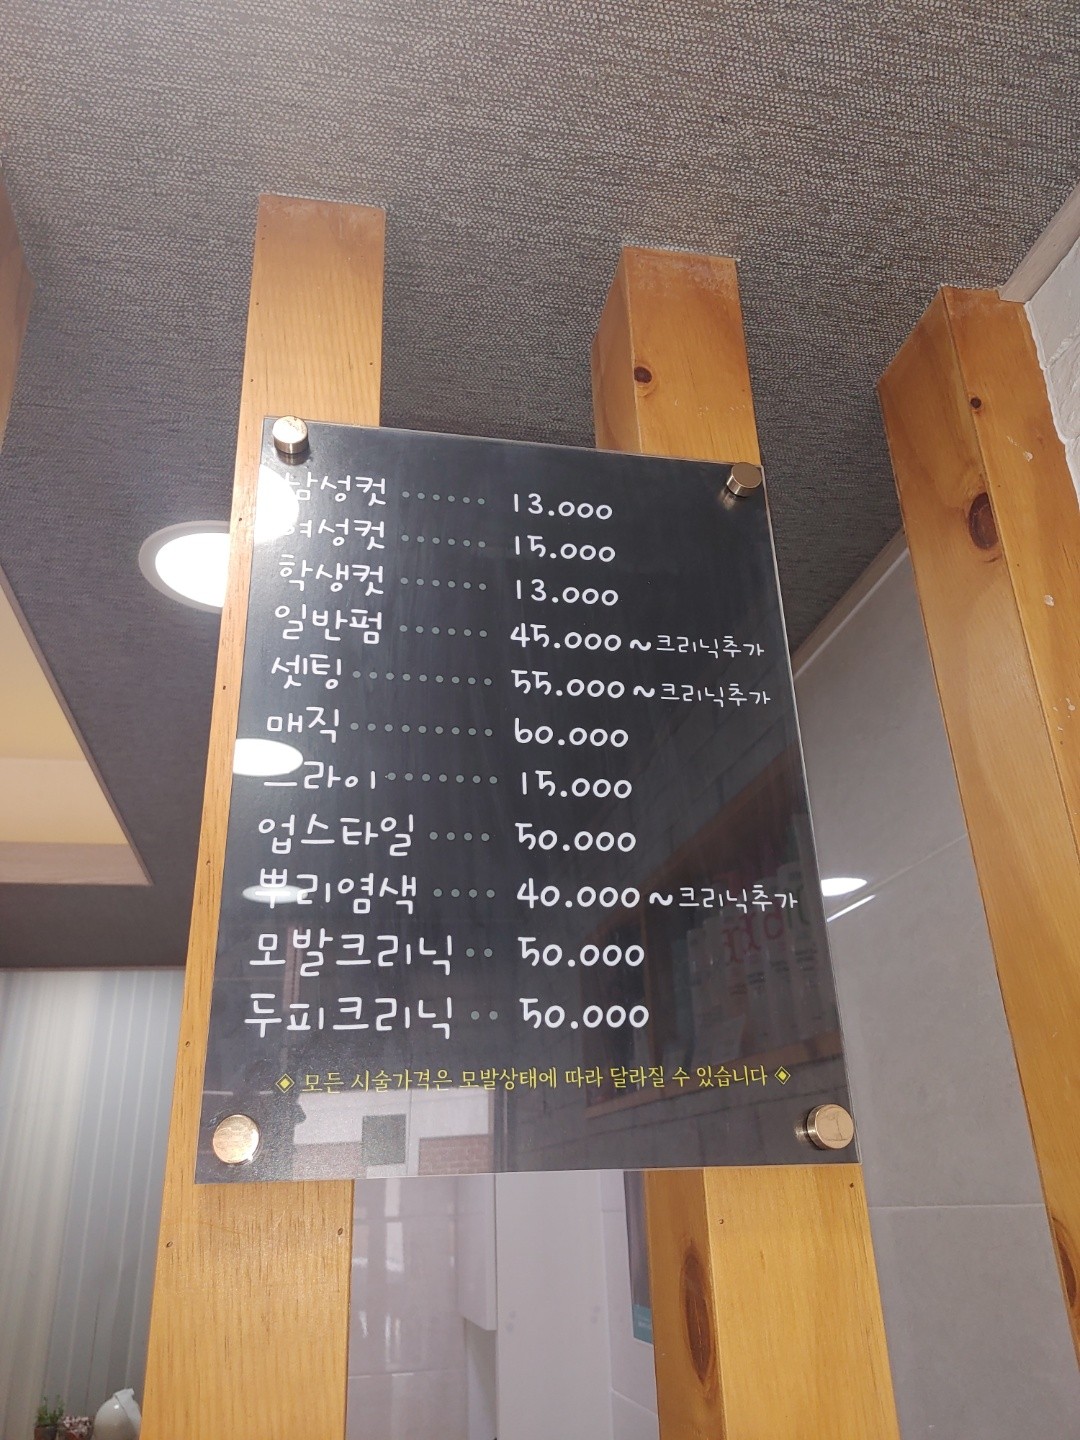 남성컷 ...... 13.000
여성컷 ...... 15.000
학생컷 ...... 13.000
일반펌 ...... 45.000~크리닉추가
셋팅 ......... 55.000~크리닉추가
매직 ......... 60.000
드라이 ........ 15.000
업스타일 .... 50.000
뿌리염색 .... 40.000~크리닉추가
모발크리닉 .. 50.000
두피크리닉 .. 50.000
◈ 모든 시술가격은 모발상태에 따라 달라질 수 있습니다 ◈